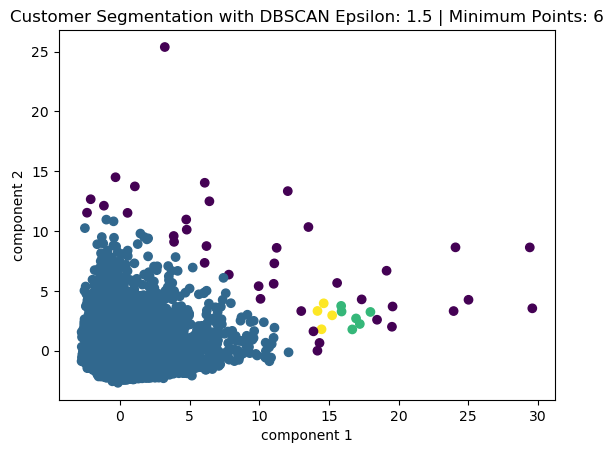 Customer Segmentation with DBSCAN Epsilon: 1.5 | Minimum Points: 6
25
20
15
10
5
0
component 2
0 5 10 15 20 25 30
component 1